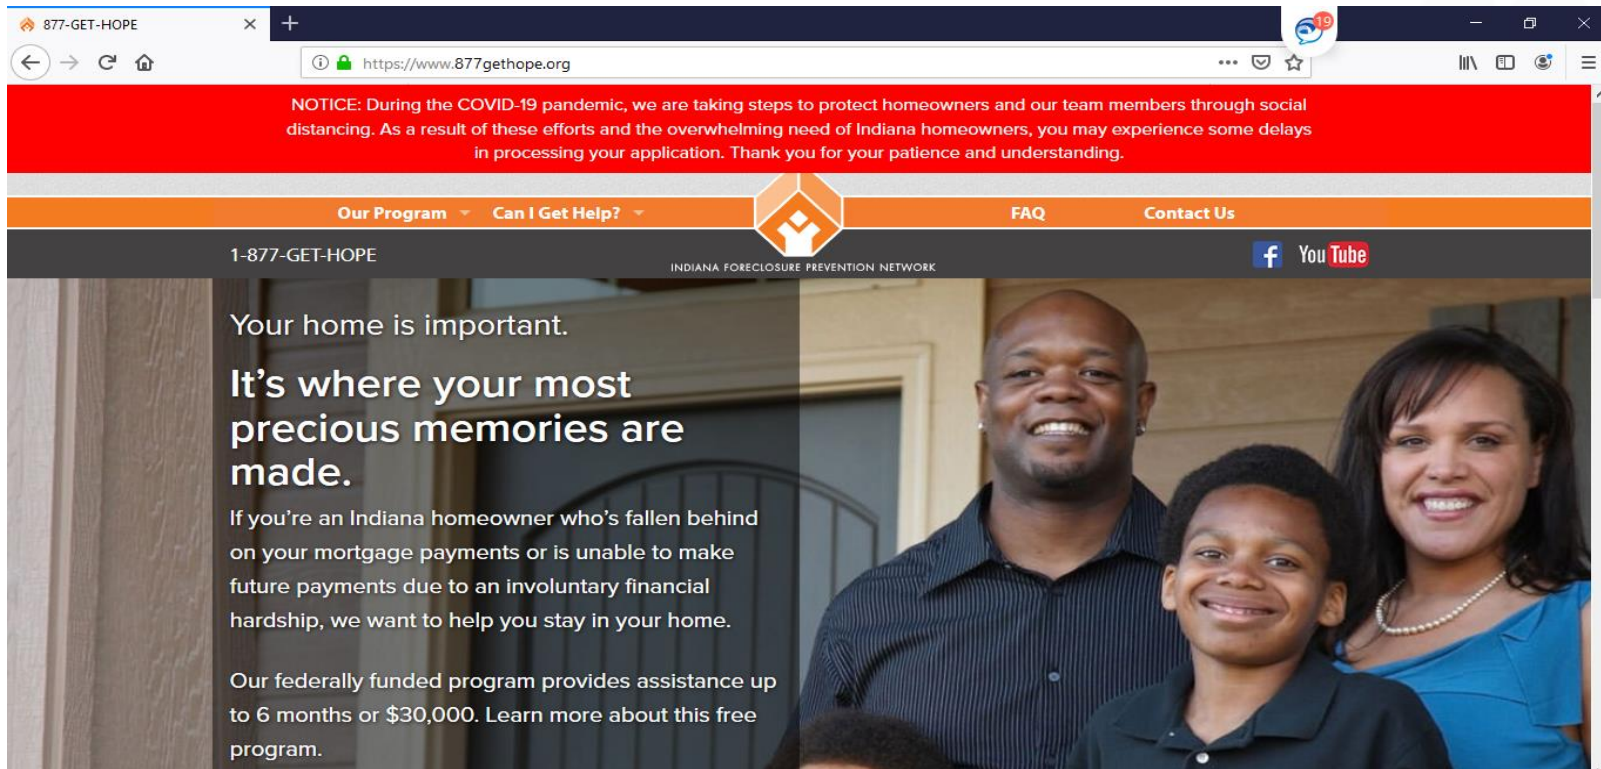 877-GET-HOPE
19
https://www.877gethope.org
NOTICE: During the COVID-19 pandemic, we are taking steps to protect homeowners and our team members through social
distancing. As a result of these efforts and the overwhelming need of Indiana homeowners, you may experience some delays
in processing your application. Thank you for your patience and understanding.
Our Program Can I Get Help? FAQ Contact Us
1-877-GET-HOPE
INDIANA FORECLOSURE PREVENTION NETWORK
f YouTube
Your home is important.
It’s where your most
precious memories are
made.
If you’re an Indiana homeowner who’s fallen behind
on your mortgage payments or is unable to make
future payments due to an involuntary financial
hardship, we want to help you stay in your home.
Our federally funded program provides assistance up
to 6 months or $30,000. Learn more about this free
program.